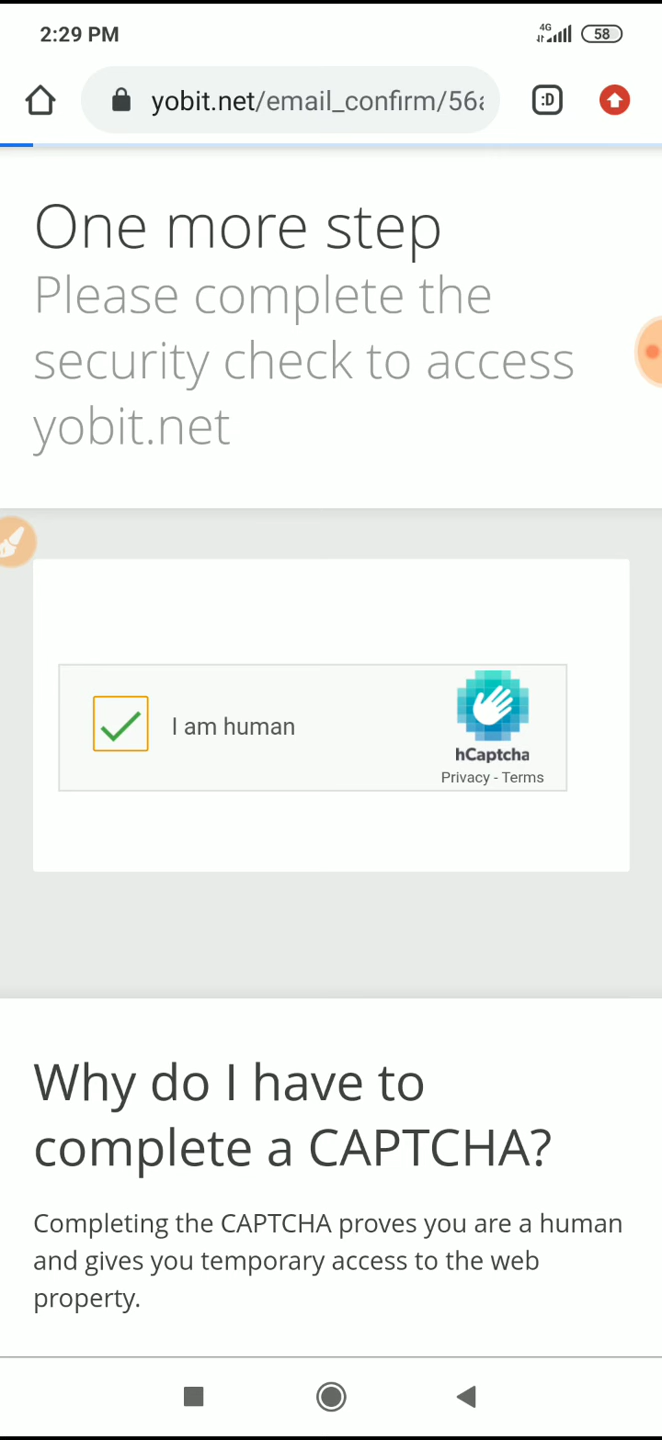 2:29 PM
4G
58
yobit.net/email_confirm/56
:D
One more step
Please complete the
security check to access
yobit.net
I am human
hCaptcha
Privacy - Terms
Why do I have to
complete a CAPTCHA?
Completing the CAPTCHA proves you are a human
and gives you temporary access to the web
property.